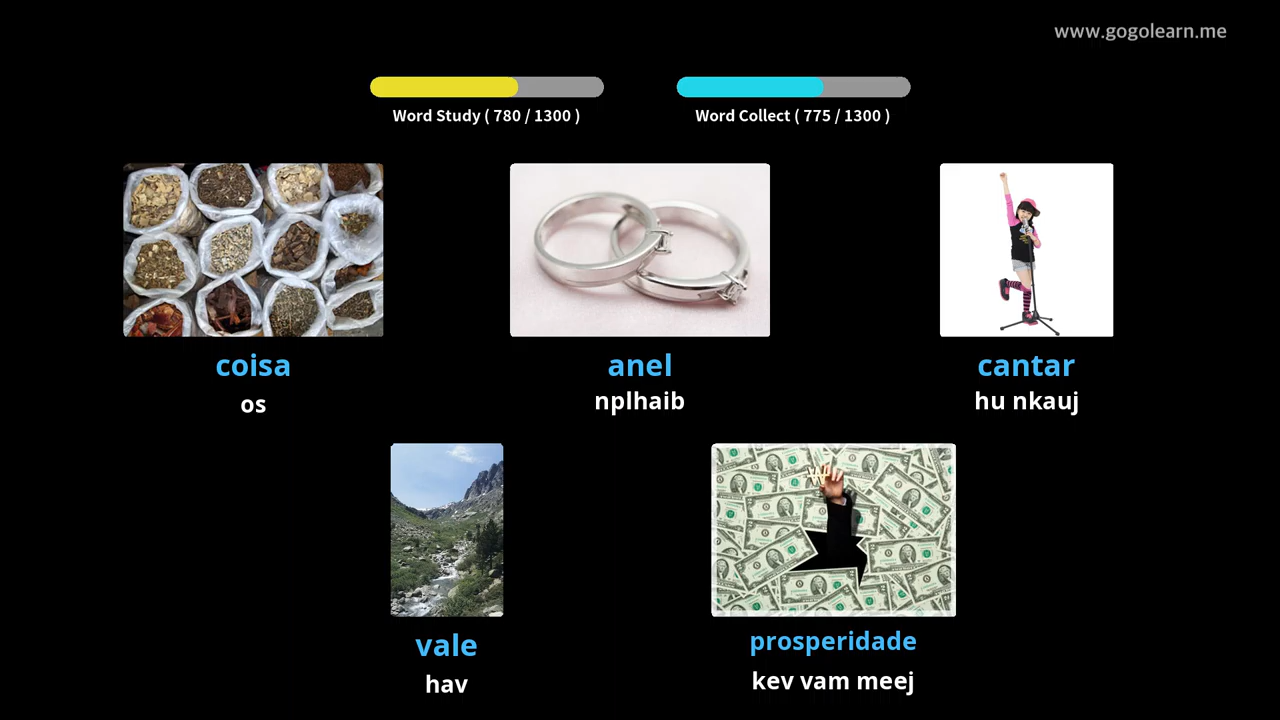 www.gogolearn.me
Word Study ( 780 / 1300 )
Word Collect ( 775 / 1300 )
coisa
os
anel
nplhaib
cantar
hu nkauj
vale
hav
prosperidade
kev vam meej